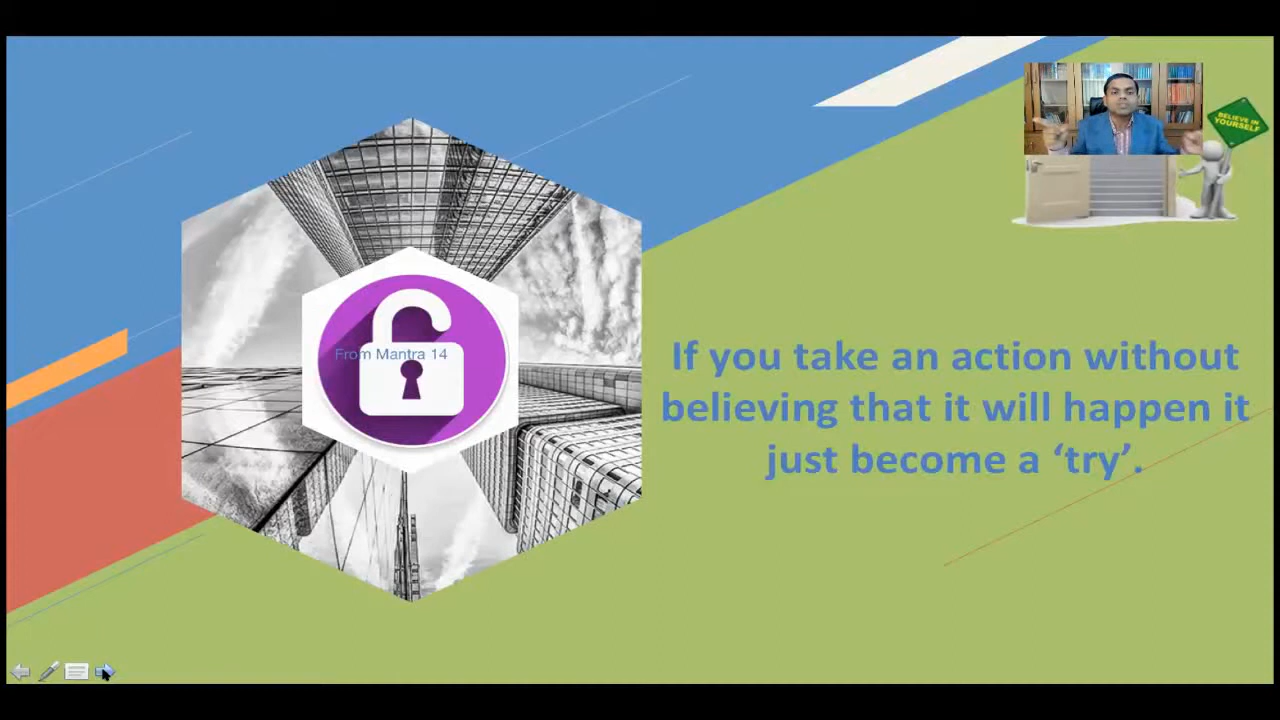 BELIEVE IN
YOURSELF
From Mantra 14
If you take an action without
believing that it will happen it
just become a ‘try’.